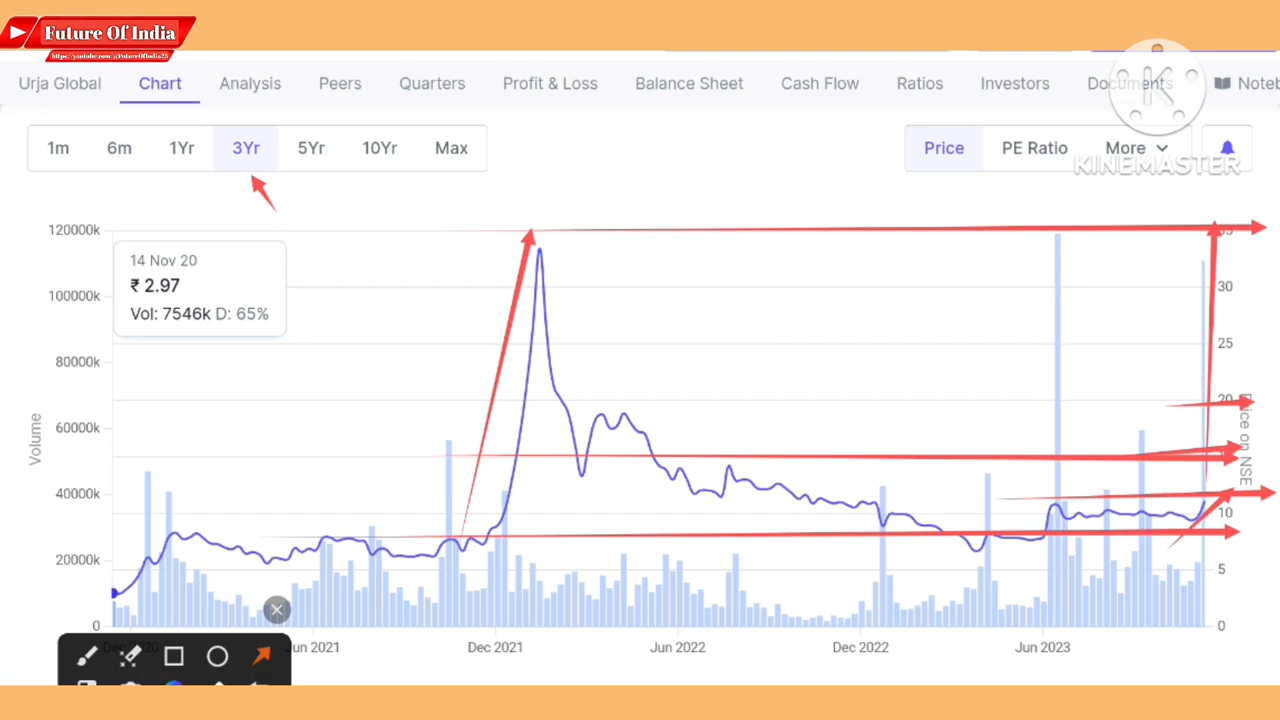 Future Of India
https://youtube.com/@FutureOfIndia25
Urja Global Chart Analysis Peers Quarters Profit & Loss Balance Sheet Cash Flow Ratios Investors Documents Noteb
1m 6m 1Yr 3Yr 5Yr 10Yr Max Price PE Ratio More
KINEMASTER
120000k
100000k
80000k
60000k
40000k
20000k
0
Volume
14 Nov 20
₹ 2.97
Vol: 7546k D: 65%
35
30
25
20
10
5
0
Price on NSE
Dec 2020 Jun 2021 Dec 2021 Jun 2022 Dec 2022 Jun 2023